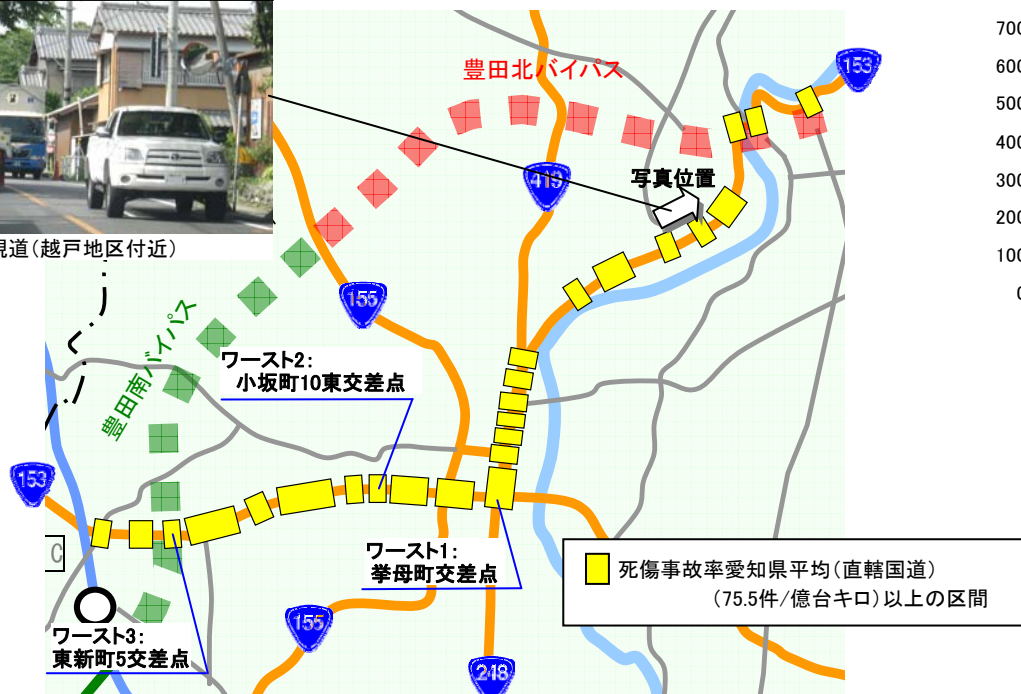 豊田北バイパス
153
419
写真位置
現道(越戸地区付近)
155
豊田南バイパス
ワースト2:
小坂町10東交差点
153
C
ワースト1:
挙母町交差点
死傷事故率愛知県平均(直轄国道)
(75.5件/億台キロ)以上の区間
155
ワースト3:
東新町5交差点
248
700
600
500
400
300
200
100
0